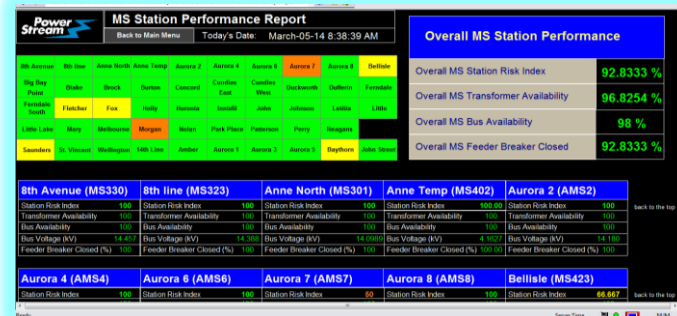 Power Stream
MS Station Performance Report
Back to Main Menu Today's Date: March-05-14 8:38:39 AM
Overall MS Station Performance
Overall MS Station Risk Index 92.8333 %
Overall MS Transformer Availability 96.8254 %
Overall MS Bus Availability 98 %
Overall MS Feeder Breaker Closed 92.8333 %
8th Avenue 8th line Anne North Anne Temp Aurora 2 Aurora 4 Aurora 6 Aurora 7 Aurora 8 Bellisle
Big Bay Point Blake Brock Burton Concord Cundles East Cundles West Duckworth Dufferin Ferndale
Ferndale South Fletcher Fox Holly Huronia Innisfil John Johnson Letitia Little
Little Lake Mary Melbourne Morgan Nolan Park Place Patterson Perry Reagans
Saunders St. Vincent Wellington 14th Line Amber Aurora 1 Aurora 3 Aurora 5 Baythorn John Street
8th Avenue (MS330) 8th line (MS323) Anne North (MS301) Anne Temp (MS402) Aurora 2 (AMS2)
Station Risk Index 100 Station Risk Index 100 Station Risk Index 100 Station Risk Index 100.00 Station Risk Index 100 back to the top
Transformer Availability 100 Transformer Availability 100 Transformer Availability 100 Transformer Availability 100 Transformer Availability 100
Bus Availability 100 Bus Availability 100 Bus Availability 100 Bus Availability 100 Bus Availability 100
Bus Voltage (kV) 14.457 Bus Voltage (kV) 14.388 Bus Voltage (kV) 14.0989 Bus Voltage (kV) 4.1627 Bus Voltage (kV) 14.180
Feeder Breaker Closed (%) 100 Feeder Breaker Closed (%) 100 Feeder Breaker Closed (%) 100 Feeder Breaker Closed (%) 100.00 Feeder Breaker Closed (%) 100
Aurora 4 (AMS4) Aurora 6 (AMS6) Aurora 7 (AMS7) Aurora 8 (AMS8) Bellisle (MS423)
Station Risk Index 100 Station Risk Index 100 Station Risk Index 50 Station Risk Index 100 Station Risk Index 66.667 back to the top
Ready Server Time NUM